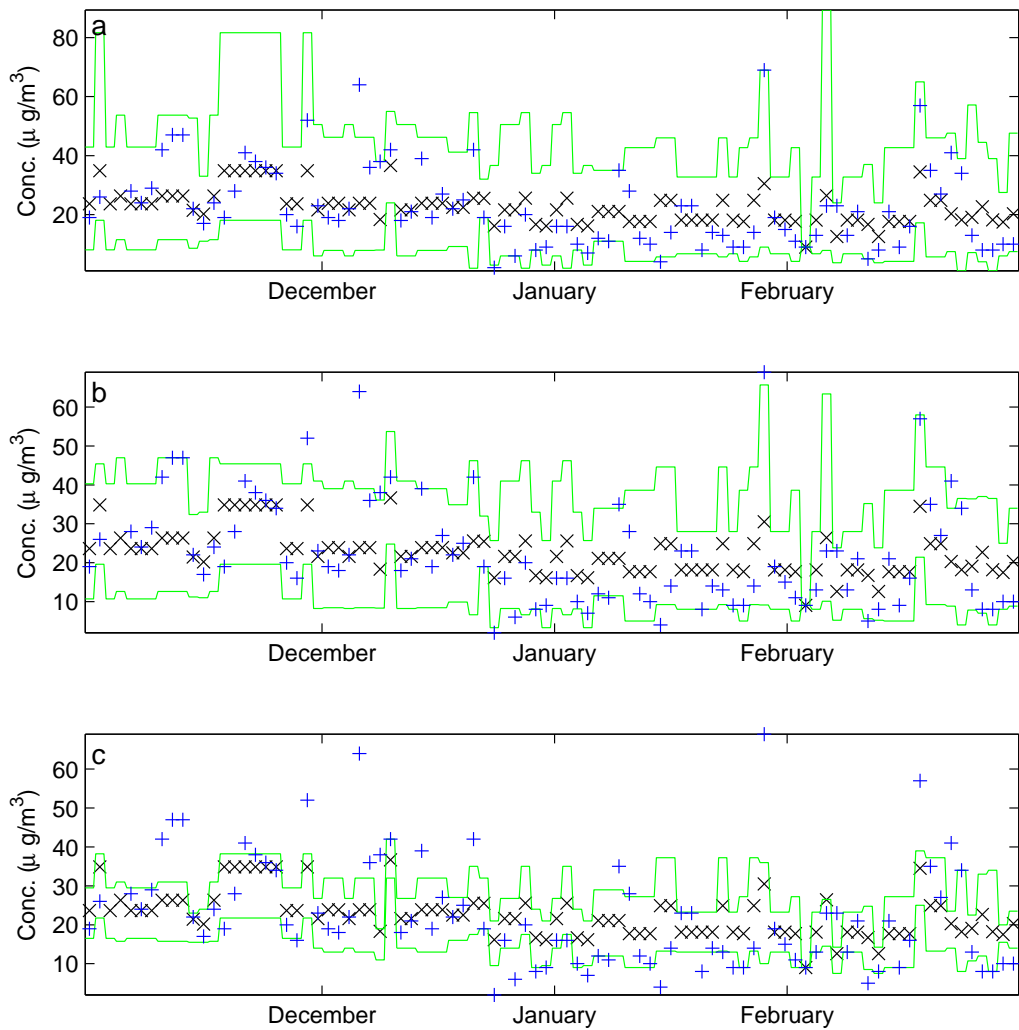 a
80
60
40
20
Conc. (μ g/m³)
December
January
February
b
60
50
40
30
20
10
Conc. (μ g/m³)
December
January
February
c
60
50
40
30
20
10
Conc. (μ g/m³)
December
January
February